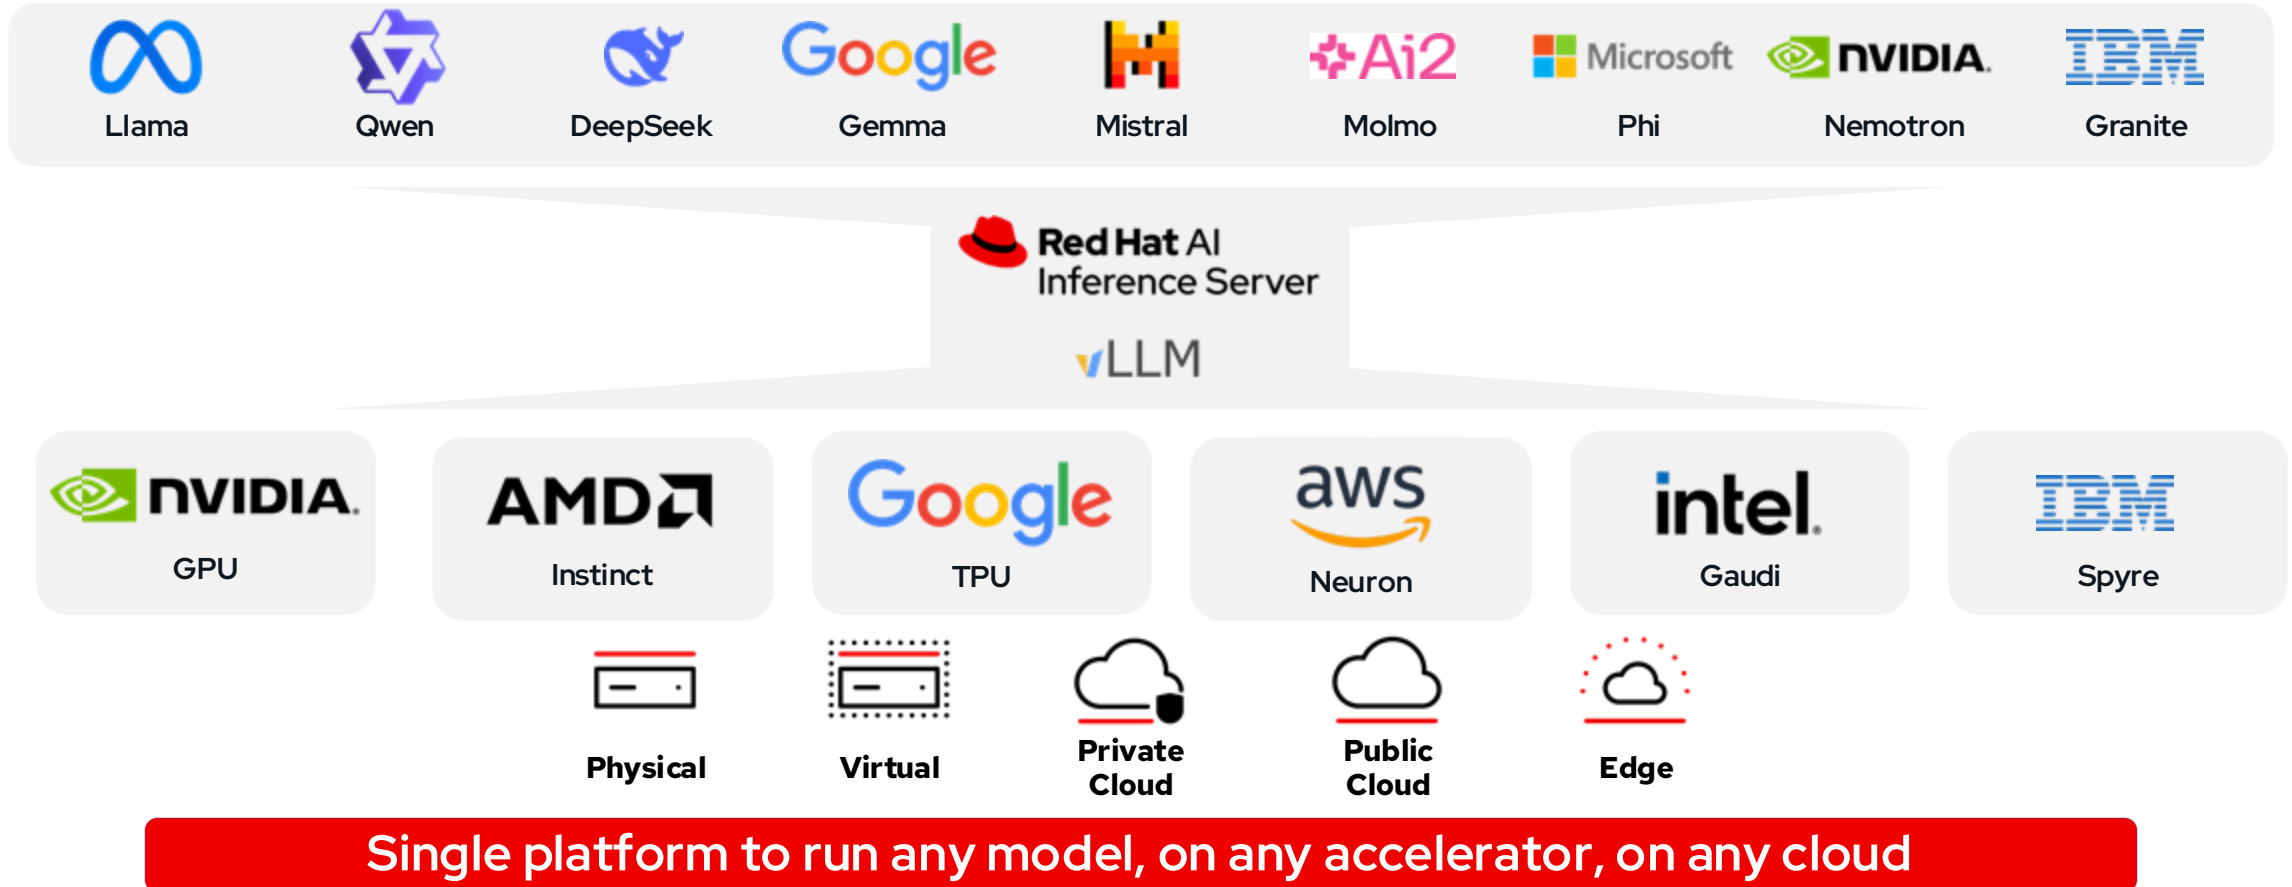 Google
Ai2
Microsoft
NVIDIA.
IBM
Llama
Qwen
DeepSeek
Gemma
Mistral
Molmo
Phi
Nemotron
Granite
Red Hat AI
Inference Server
vLLM
NVIDIA.
GPU
AMD
Instinct
Google
TPU
aws
Neuron
intel®
Gaudi
IBM
Spyre
Physical
Virtual
Private
Cloud
Public
Cloud
Edge
Single platform to run any model, on any accelerator, on any cloud